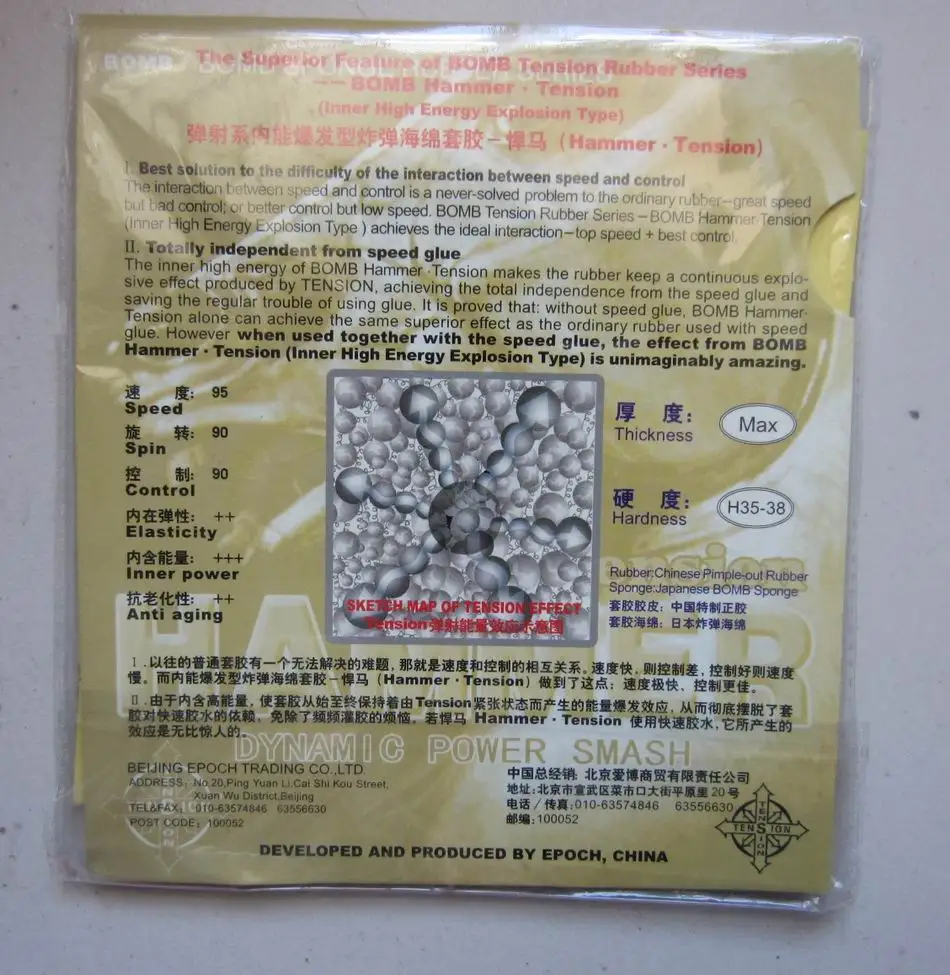 BOMB
The Superior Feature of BOMB Tension Rubber Series
——BOMB Hammer · Tension
(Inner High Energy Explosion Type)
弹射系内能爆发型炸弹海绵套胶－悍马（Hammer · Tension)
I. Best solution to the difficulty of the interaction between speed and control
The interaction between speed and control is a never-solved problem to the ordinary rubber—great speed
but bad control; or better control but low speed. BOMB Tension Rubber Series – BOMB Hammer·Tension
(Inner High Energy Explosion Type ) achieves the ideal interaction–top speed + best control.
II. Totally independent from speed glue
The inner high energy of BOMB Hammer ·Tension makes the rubber keep a continuous explo-
sive effect produced by TENSION, achieving the total independence from the speed glue and
saving the regular trouble of using glue. It is proved that: without speed glue, BOMB Hammer·
Tension alone can achieve the same superior effect as the ordinary rubber used with speed
glue. However when used together with the speed glue, the effect from BOMB
Hammer · Tension (Inner High Energy Explosion Type) is unimaginably amazing.
速 度: 95
Speed
旋 转: 90
Spin
控 制: 90
Control
内在弹性: ++
Elasticity
内含能量: +++
Inner power
抗老化性: ++
Anti aging
SKETCH MAP OF TENSION EFFECT
Tension弹射能量效应示意图
厚 度:
Thickness
Max
硬 度:
Hardness
H35-38
Rubber:Chinese Pimple-out Rubber
Sponge:Japanese BOMB Sponge
套胶胶皮: 中国特制正胶
套胶海绵: 日本炸弹海绵
HAMMER
I .以往的普通套胶有一个无法解决的难题，那就是速度和控制的相互关系。速度快，则控制差，控制好则速度
慢。而内能爆发型炸弹海绵套胶－悍马（Hammer · Tension）做到了这点：速度极快、控制更佳。
II .由于内含高能量，使套胶从始至终保持着由Tension紧张状态而产生的能量爆发效应，从而彻底摆脱了套
胶对快速胶水的依赖，免除了频频灌胶的烦恼。若悍马 Hammer · Tension 使用快速胶水，它所产生的
效应是无比惊人的。
DYNAMIC POWER SMASH
BEIJING EPOCH TRADING CO.,LTD.
ADDRESS: No.20,Ping Yuan Li,Cai Shi Kou Street,
Xuan Wu District,Beijing
TEL&FAX: 010-63574846 63556630
POST CODE: 100052
中国总经销: 北京爱博商贸有限责任公司
地址:北京市宣武区菜市口大街平原里20号
电话 / 传真:010-63574846 63556630
邮编:100052
TENSION
DEVELOPED AND PRODUCED BY EPOCH, CHINA